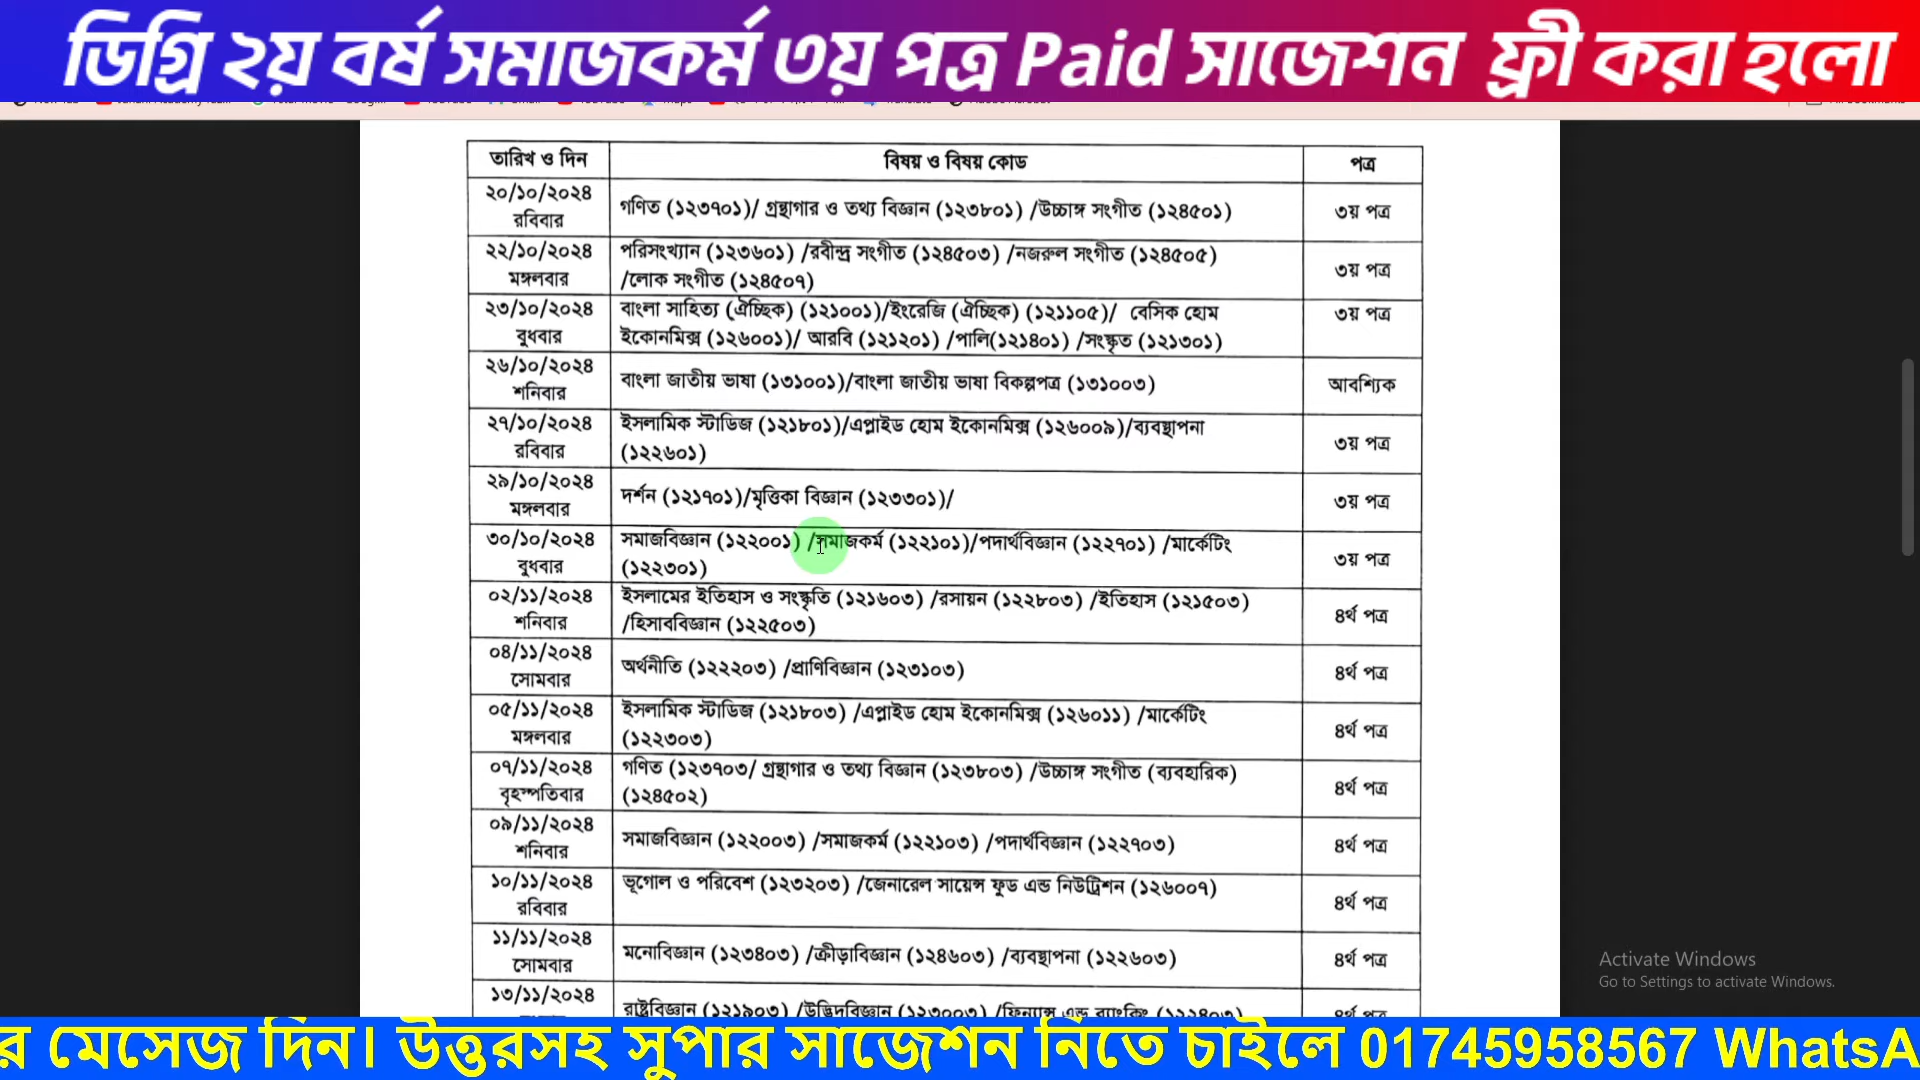 ডিগ্রি ২য় বর্ষ সমাজকর্ম ৩য় পত্র Paid সাজেশন ফ্রী করা হলো
তারিখ ও দিন বিষয় ও বিষয় কোড পত্র
২০/১০/২০২৪
রবিবার
গণিত (১২৩৭০১)/ গ্রন্থাগার ও তথ্য বিজ্ঞান (১২৩৮০১) /উচ্চাঙ্গ সংগীত (১২৪৫০১)
৩য় পত্র
২২/১০/২০২৪
মঙ্গলবার
পরিসংখ্যান (১২৩৬০১) /রবীন্দ্র সংগীত (১২৪৫০৩) /নজরুল সংগীত (১২৪৫০৫)
/লোক সংগীত (১২৪৫০৭)
৩য় পত্র
২৩/১০/২০২৪
বুধবার
বাংলা সাহিত্য (ঐচ্ছিক) (১২১০০১)/ইংরেজি (ঐচ্ছিক) (১২১১০৫)/ বেসিক হোম
ইকোনমিক্স (১২৬০০১)/ আরবি (১২১২০১) /পালি(১২১৪০১) /সংস্কৃত (১২১৩০১)
৩য় পত্র
২৬/১০/২০২৪
শনিবার
বাংলা জাতীয় ভাষা (১৩১০০১)/বাংলা জাতীয় ভাষা বিকল্পপত্র (১৩১০০৩)
আবশ্যিক
২৭/১০/২০২৪
রবিবার
ইসলামিক স্টাডিজ (১২১৮০১)/এপ্লাইড হোম ইকোনমিক্স (১২৬০০৯)/ব্যবস্থাপনা
(১২২৬০১)
৩য় পত্র
২৯/১০/২০২৪
মঙ্গলবার
দর্শন (১২১৭০১)/মৃত্তিকা বিজ্ঞান (১২৩৩০১)/
৩য় পত্র
৩০/১০/২০২৪
বুধবার
সমাজবিজ্ঞান (১২২০০১) /সমাজকর্ম (১২২১০১)/পদার্থবিজ্ঞান (১২২৭০১) /মার্কেটিং
(১২২৩০১)
৩য় পত্র
০২/১১/২০২৪
শনিবার
ইসলামের ইতিহাস ও সংস্কৃতি (১২১৬০৩) /রসায়ন (১২২৮০৩) /ইতিহাস (১২১৫০৩)
/হিসাববিজ্ঞান (১২২৫০৩)
৪র্থ পত্র
০৪/১১/২০২৪
সোমবার
অর্থনীতি (১২২২০৩) /প্রাণিবিজ্ঞান (১২৩১০৩)
৪র্থ পত্র
০৫/১১/২০২৪
মঙ্গলবার
ইসলামিক স্টাডিজ (১২১৮০৩) /এপ্লাইড হোম ইকোনমিক্স (১২৬০১১) /মার্কেটিং
(১২২৩০৩)
৪র্থ পত্র
০৭/১১/২০২৪
বৃহস্পতিবার
গণিত (১২৩৭০৩/ গ্রন্থাগার ও তথ্য বিজ্ঞান (১২৩৮০৩) /উচ্চাঙ্গ সংগীত (ব্যবহারিক)
(১২৪৫০২)
৪র্থ পত্র
০৯/১১/২০২৪
শনিবার
সমাজবিজ্ঞান (১২২০০৩) /সমাজকর্ম (১২২১০৩) /পদার্থবিজ্ঞান (১২২৭০৩)
৪র্থ পত্র
১০/১১/২০২৪
রবিবার
ভূগোল ও পরিবেশ (১২৩২০৩) /জেনারেল সায়েন্স ফুড এন্ড নিউট্রিশন (১২৬০০৭)
৪র্থ পত্র
১১/১১/২০২৪
সোমবার
মনোবিজ্ঞান (১২৩৪০৩) /ক্রীড়াবিজ্ঞান (১২৪৬০৩) /ব্যবস্থাপনা (১২২৬০৩)
৪র্থ পত্র
১৩/১১/২০২৪
রাষ্ট্রবিজ্ঞান (১২১৯০৩) /উদ্ভিদবিজ্ঞান (১২৩০০৩) /ফিন্যান্স এন্ড ব্যাংকিং (১২২৪০৩)
৪র্থ পত্র
Activate Windows
Go to Settings to activate Windows.
র মেসেজ দিন। উত্তরসহ সুপার সাজেশন নিতে চাইলে 01745958567 WhatsA